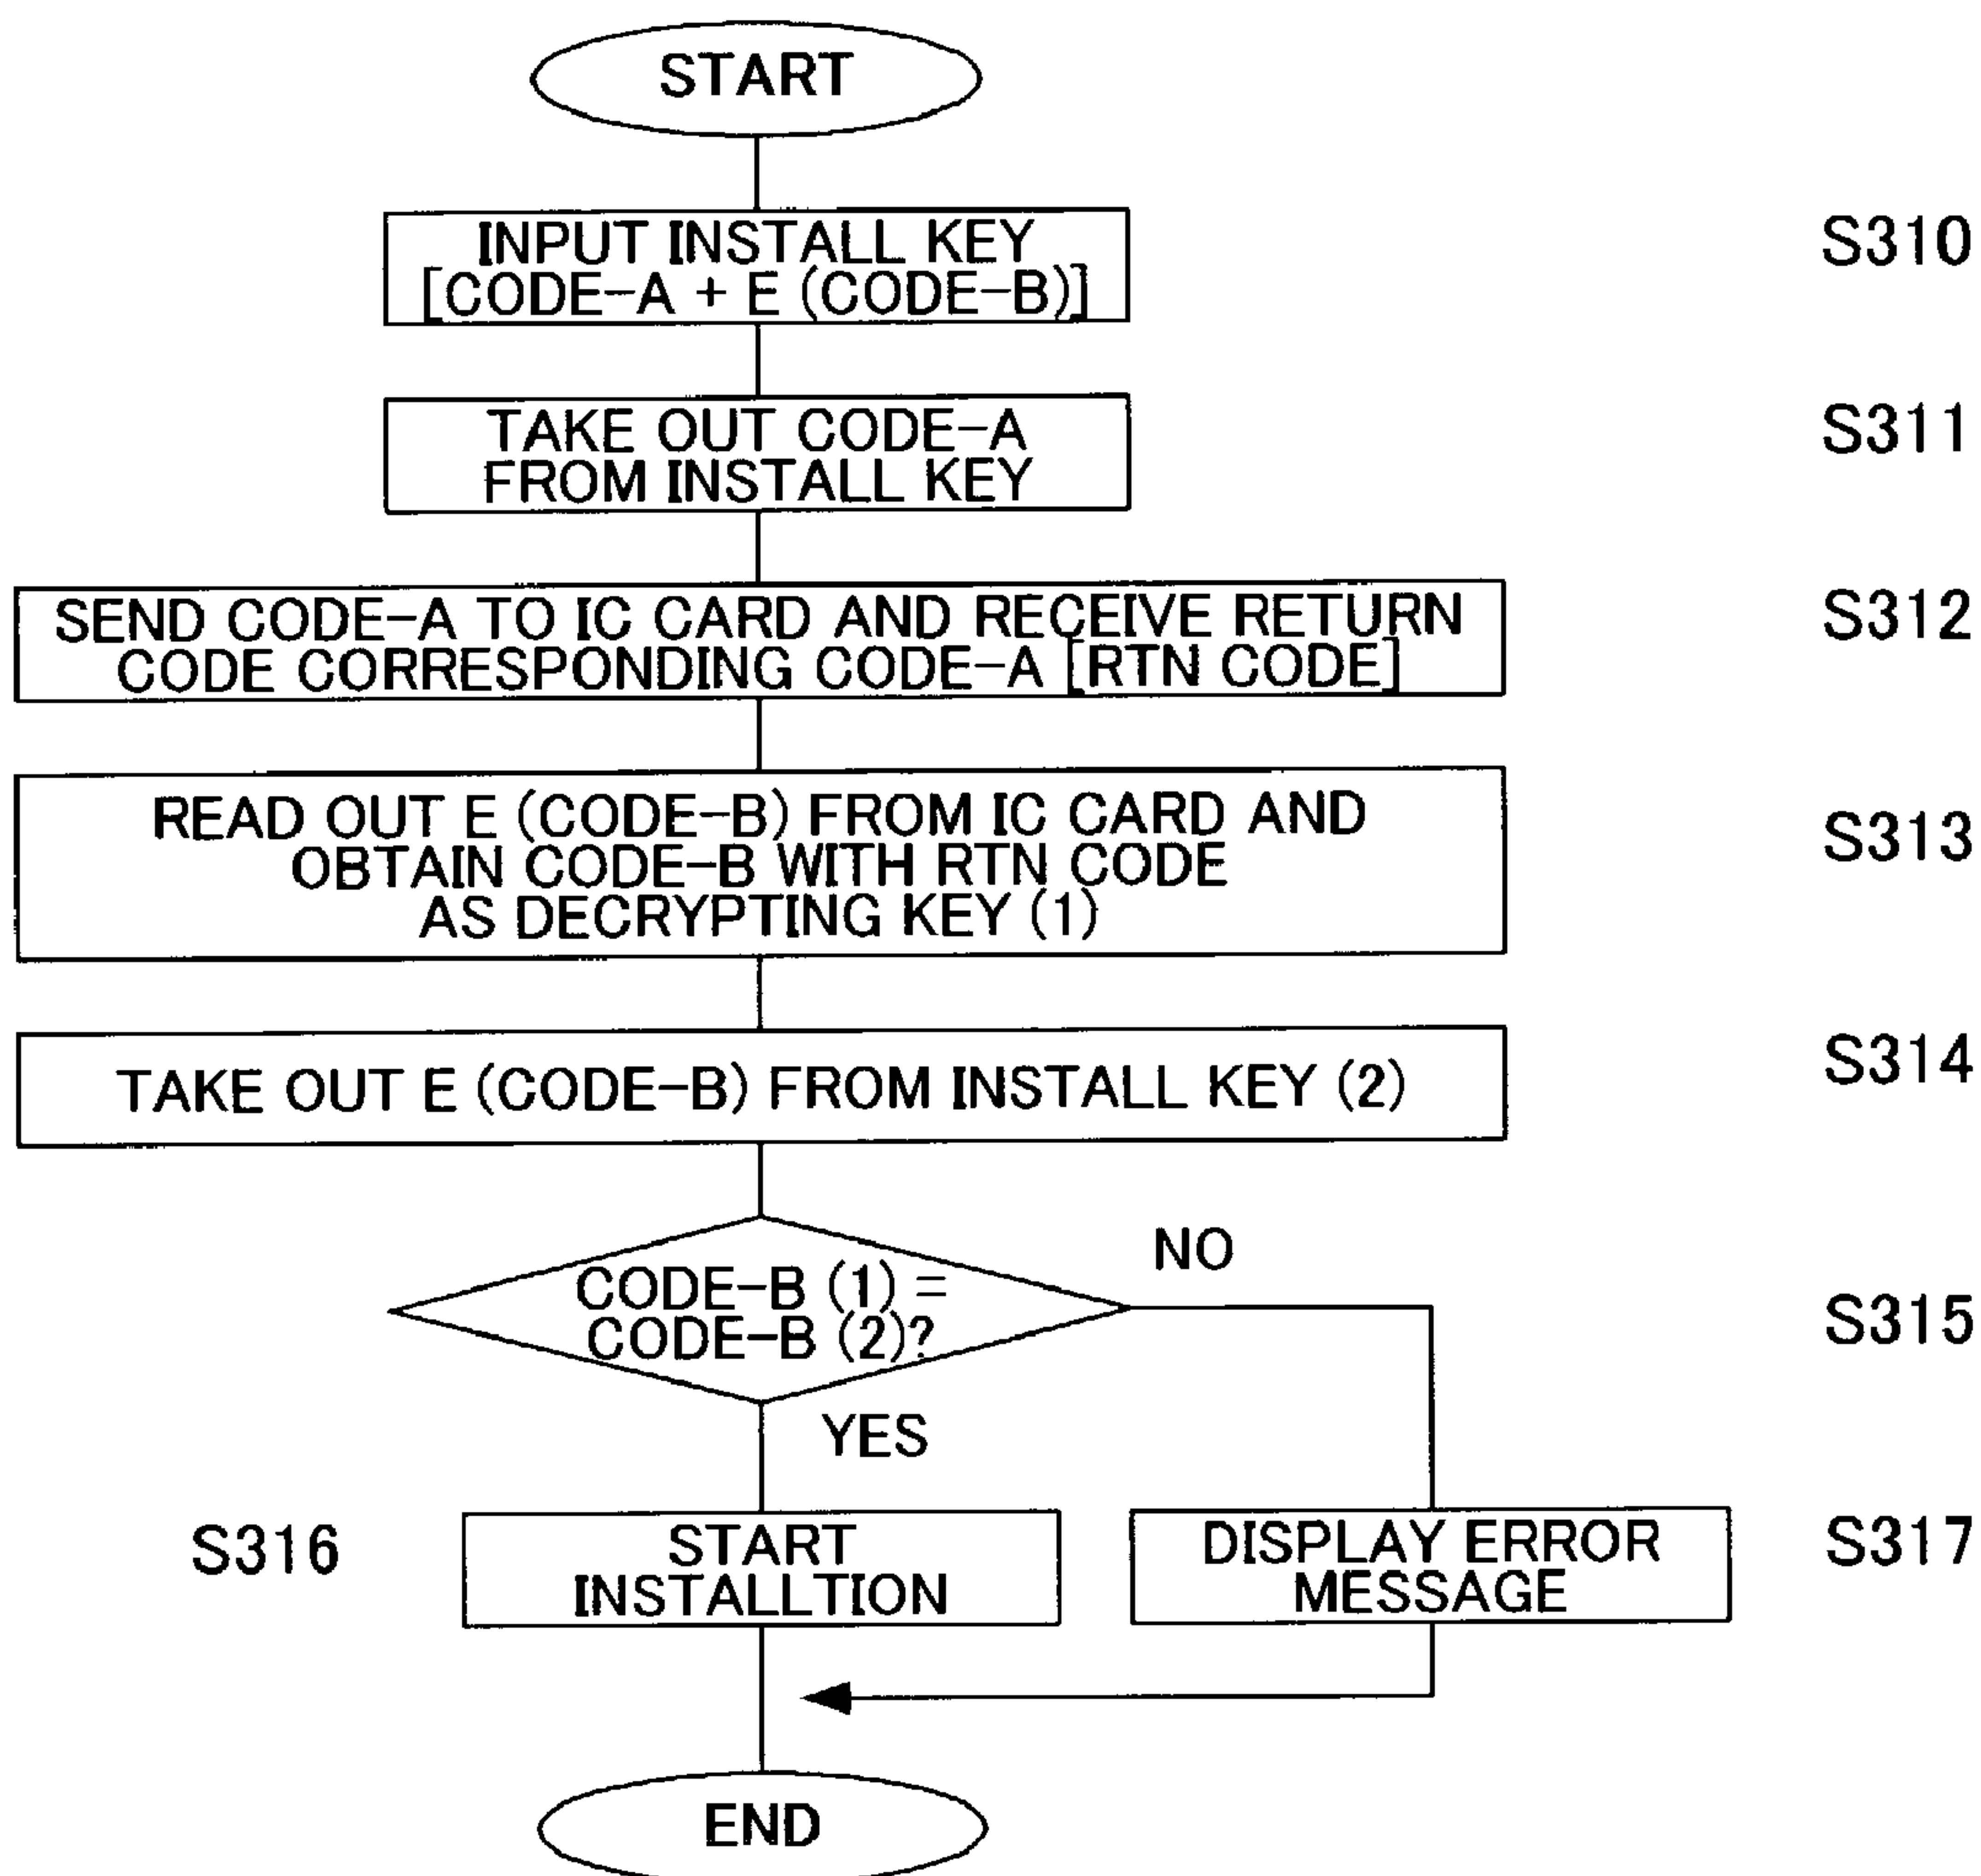 START
INPUT INSTALL KEY
[CODE-A + E (CODE-B)]
S310
TAKE OUT CODE-A
FROM INSTALL KEY
S311
SEND CODE-A TO IC CARD AND RECEIVE RETURN
CODE CORRESPONDING CODE-A [RTN CODE]
S312
READ OUT E (CODE-B) FROM IC CARD AND
OBTAIN CODE-B WITH RTN CODE
AS DECRYPTING KEY (1)
S313
TAKE OUT E (CODE-B) FROM INSTALL KEY (2)
S314
NO
CODE-B (1) =
CODE-B (2)?
S315
YES
S316
START
INSTALLTION
DISPLAY ERROR
MESSAGE
S317
END